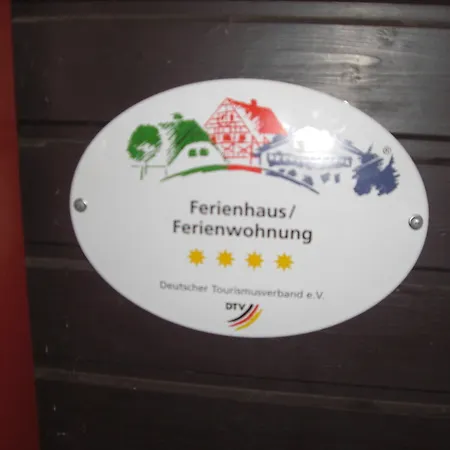 ®
Ferienhaus/
Ferienwohnung
Deutscher Tourismusverband e.V.
DTV